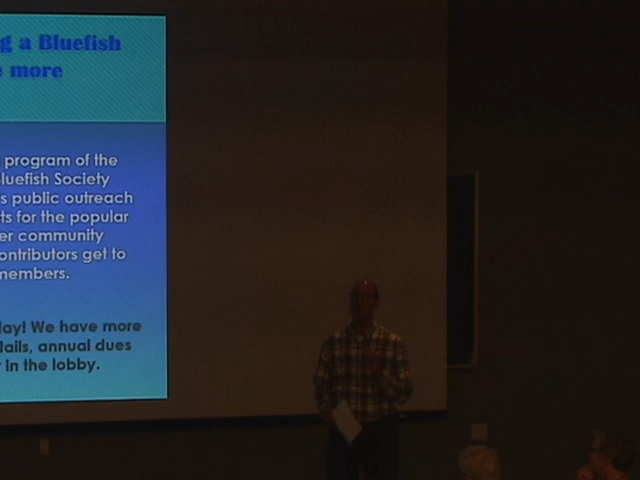 g a Bluefish
more
program of the
luefish Society
s public outreach
ts for the popular
er community
ontributors get to
members.
lay! We have more
tails, annual dues
in the lobby.